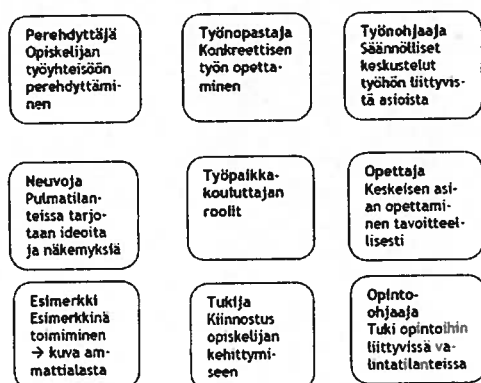 Perehdyttäjä
Opiskelijan
työyhteisöön
perehdyttämi-
nen
Työnopastaja
Konkreettisen
työn opetta-
minen
Työnohjaaja
Säännölliset
keskustelut
työhön liittyvis-
tä asioista
Neuvoja
Pulmatilan-
teissa tarjo-
taan ideoita
ja näkemyksiä
Työpaikka-
kouluttajan
roolit
Opettaja
Keskeisen asi-
an opettami-
nen tavoitteel-
lisesti
Esimerkki
Esimerkkinä
toimiminen
→ kuva am-
mattialasta
Tukija
Kiinnostus
opiskelijan
kehittymi-
seen
Opinto-
ohjaaja
Tuki opintoihin
liittyvissä va-
lintatilanteissa